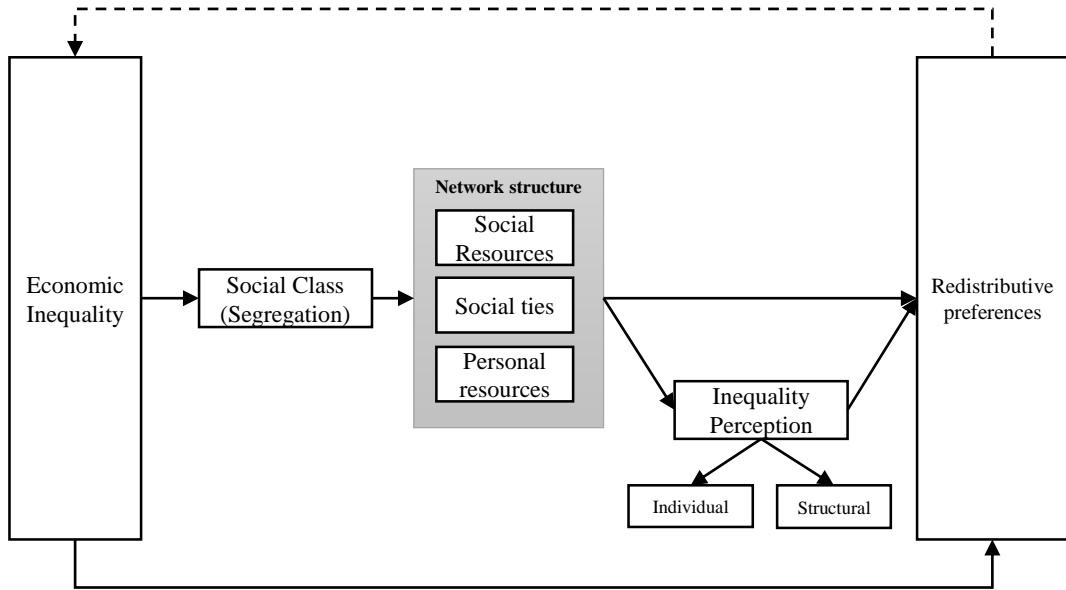 Economic
Inequality
Social Class
(Segregation)
Network structure
Social
Resources
Social ties
Personal
resources
Inequality
Perception
Individual
Structural
Redistributive
preferences